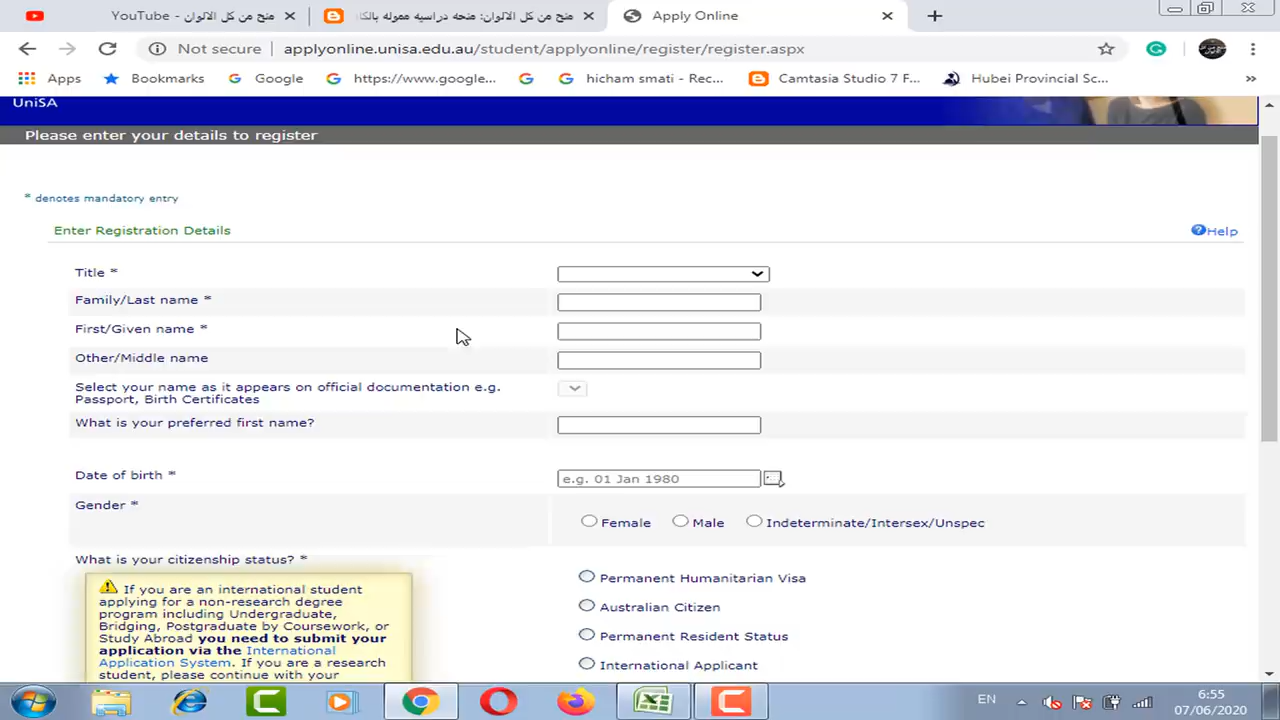 YouTube - منح من كل الالوان
منح من كل الالوان: منحه دراسيه مموله بالكا
Apply Online
Not secure
applyonline.unisa.edu.au/student/applyonline/register/register.aspx
Apps
Bookmarks
Google
https://www.google...
hicham smati - Rec...
Camtasia Studio 7 F...
Hubei Provincial Sc...
»
UniSA
Please enter your details to register
* denotes mandatory entry
Enter Registration Details
Help
Title *
Family/Last name *
First/Given name *
Other/Middle name
Select your name as it appears on official documentation e.g.
Passport, Birth Certificates
What is your preferred first name?
Date of birth *
e.g. 01 Jan 1980
Gender *
Female
Male
Indeterminate/Intersex/Unspec
What is your citizenship status? *
If you are an international student
applying for a non-research degree
program including Undergraduate,
Bridging, Postgraduate by Coursework, or
Study Abroad you need to submit your
application via the International
Application System. If you are a research
student, please continue with your
Permanent Humanitarian Visa
Australian Citizen
Permanent Resident Status
International Applicant
EN
6:55
07/06/2020